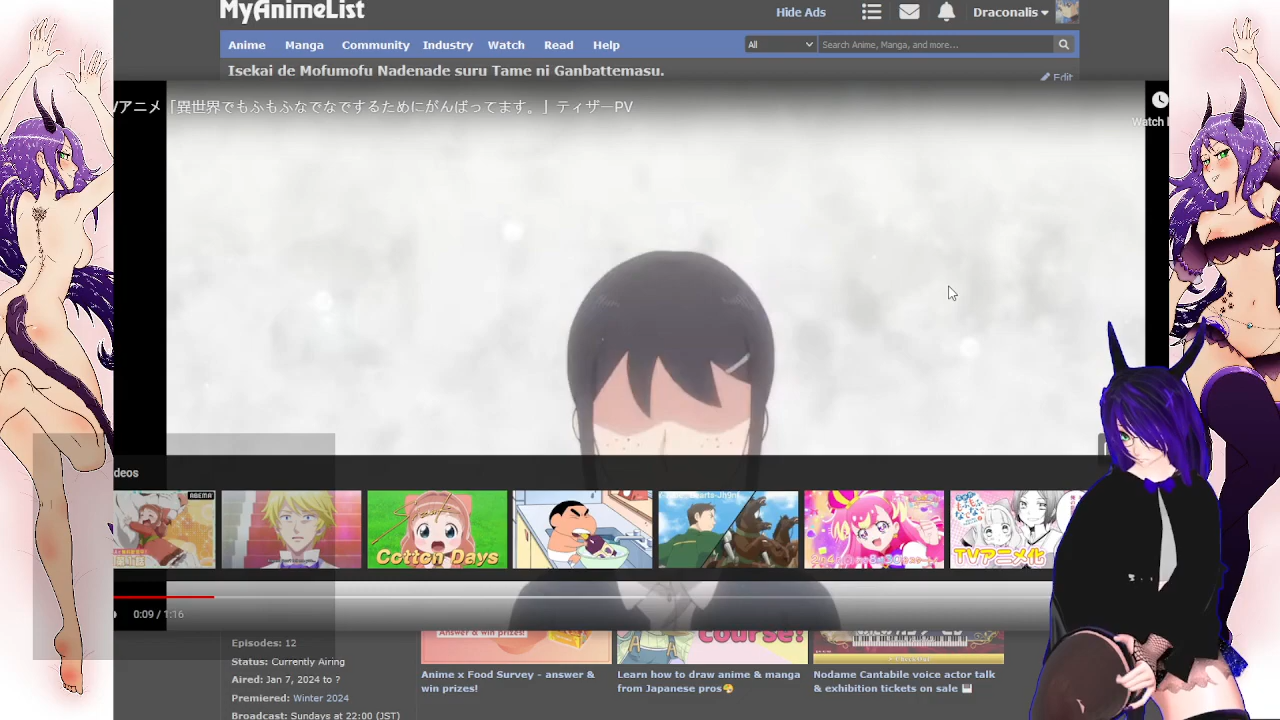 MyAnimeList
Hide Ads
Draconalis
Anime Manga Community Industry Watch Read Help
All
Search Anime, Manga, and more...
Isekai de Mofumofu Nadenade suru Tame ni Ganbattemasu.
Edit
Vアニメ「異世界でもふもふなでなでするためにがんばってます。」ティザーPV
Watch l
deos
ABEMA
Cotton Days
TVアニメ化
0:09 / 1:16
Episodes: 12
Status: Currently Airing
Aired: Jan 7, 2024 to ?
Premiered: Winter 2024
Broadcast: Sundays at 22:00 (JST)
Answer & win prizes!
course!
Anime x Food Survey - answer &
win prizes!
Learn how to draw anime & manga
from Japanese pros
Nodame Cantabile voice actor talk
& exhibition tickets on sale